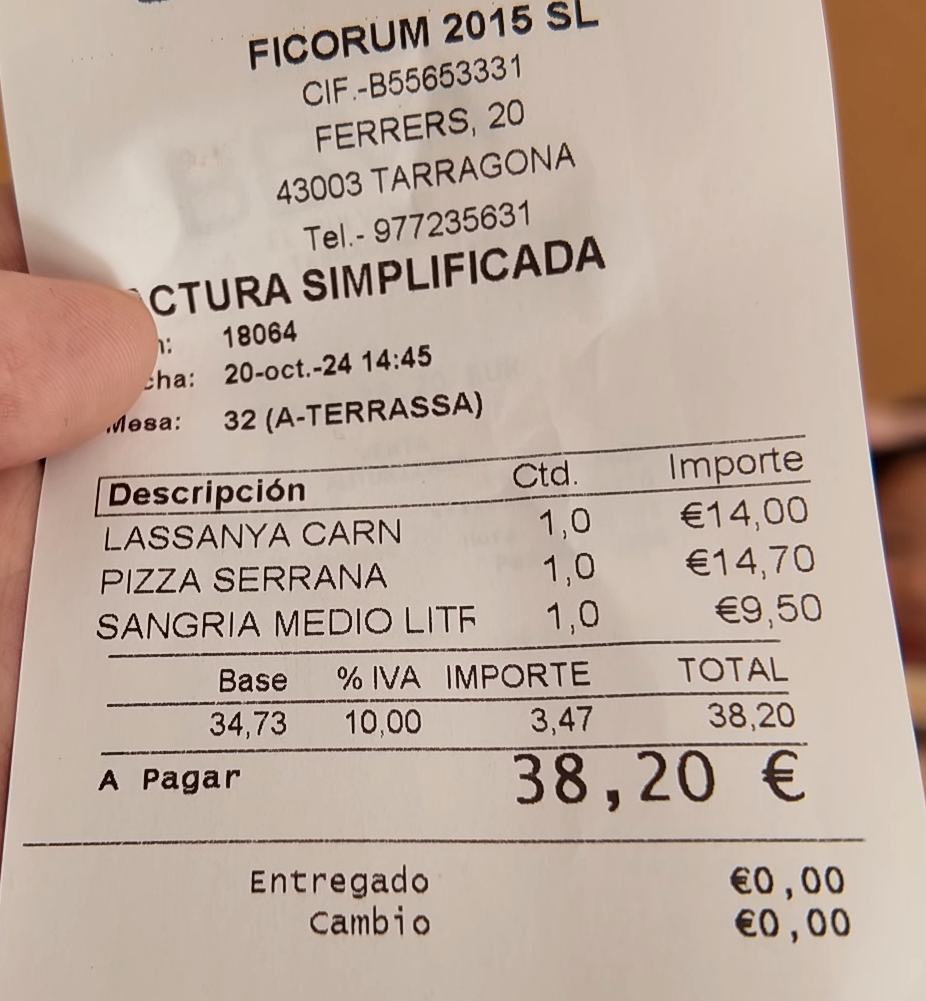 FICORUM 2015 SL
CIF.-B55653331
FERRERS, 20
43003 TARRAGONA
Tel.- 977235631
ACTURA SIMPLIFICADA
18064
cha: 20-oct.-24 14:45
Mesa: 32 (A-TERRASSA)
Descripción Ctd. Importe
LASSANYA CARN 1,0 €14,00
PIZZA SERRANA 1,0 €14,70
SANGRIA MEDIO LITR 1,0 €9,50
Base % IVA IMPORTE TOTAL
34,73 10,00 3,47 38,20
A Pagar 38,20 €
Entregado €0,00
Cambio €0,00